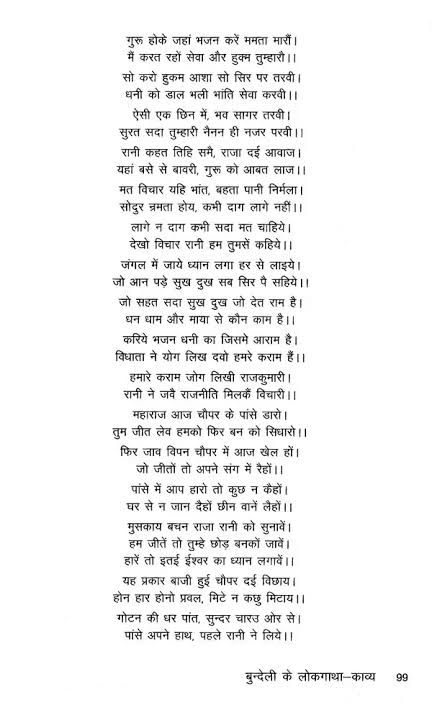 गुरू होके जहां भजन करें ममता मारौं।
मैं करत रहों सेवा और हुक्म तुम्हारौ।।
सो करो हुकम आशा सो सिर पर तरवी।
धनी को डाल भली भांति सेवा करवी।।
ऐसी एक छिन में, भव सागर तरवी।
सुरत सदा तुम्हारी नैनन ही नजर परवी।।
रानी कहत तिहि समै, राजा दई आवाज।
यहां बसे से बावरी, गुरू को आबत लाज।।
मत विचार यहि भांत, बहता पानी निर्मला।
सोदुर न्रमता होय, कभी दाग लागे नहीं।।
लागे न दाग कभी सदा मत चाहिये।
देखो विचार रानी हम तुमसें कहिये।।
जंगल में जाये ध्यान लगा हर से लाइये।
जो आन पड़े सुख दुख सब सिर पै सहिये।।
जो सहत सदा सुख दुख जो देत राम है।
धन धाम और माया से कौन काम है।।
करिये भजन धनी का जिसमे आराम है।
विधाता ने योग लिख दवो हमरे कराम हैं।।
हमारे कराम जोग लिखी राजकुमारी।
रानी ने जवै राजनीति मिलकैं विचारी।।
महाराज आज चौपर के पांसे डारो।
तुम जीत लेव हमको फिर बन को सिधारो।।
फिर जाव विपन चौपर में आज खेल हों।
जो जीतों तो अपने संग में रैहों।।
पांसे में आप हारो तो कुछ न कैहों।
घर से न जान दैहों छीन वानें लैहों।।
मुसकाय बचन राजा रानी को सुनावें।
हम जीतें तो तुम्हे छोड़ बनकों जावें।
हारें तो इतई ईश्वर का ध्यान लगावें।।
यह प्रकार बाजी हुई चौपर दई विछाय।
होन हार होनो प्रवल, मिटे न कछु मिटाय।।
गोटन की धर पांत, सुन्दर चारउ ओर से।
पांसे अपने हाथ, पहले रानी ने लिये।।
बुन्देली के लोकगाथा–काव्य 99